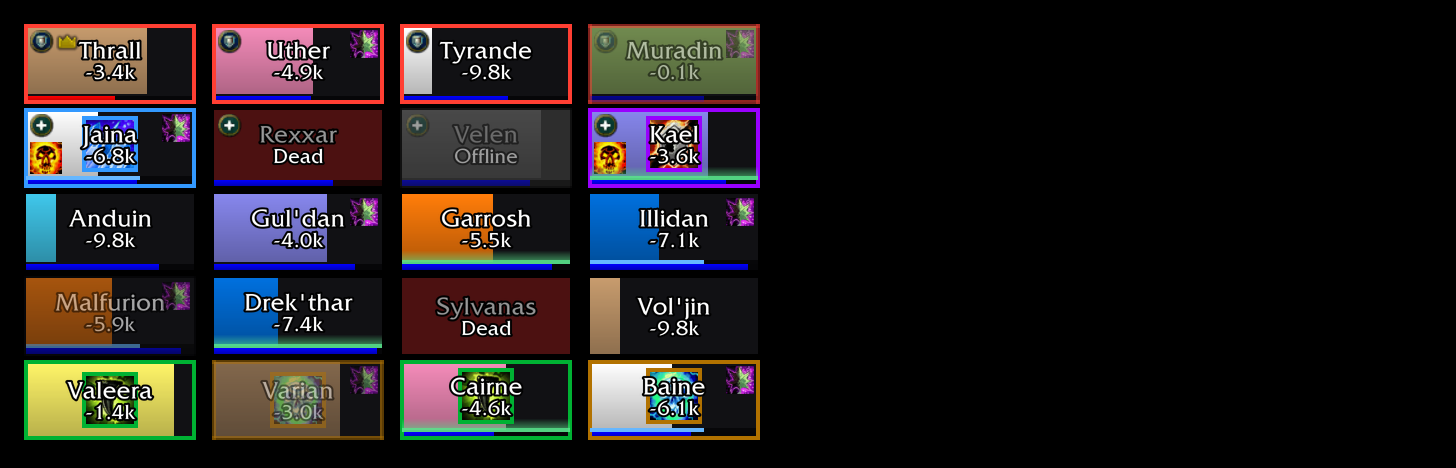 Thrall
-3.4k
Uther
-4.9k
Tyrande
-9.8k
Muradin
-0.1k
Jaina
-6.8k
Rexxar
Dead
Velen
Offline
Kael
-3.6k
Anduin
-9.8k
Gul'dan
-4.0k
Garrosh
-5.5k
Illidan
-7.1k
Malfurion
-5.9k
Drek'thar
-7.4k
Sylvanas
Dead
Vol'jin
-9.8k
Valeera
-1.4k
Varian
-3.0k
Cairne
-4.6k
Baine
-6.1k